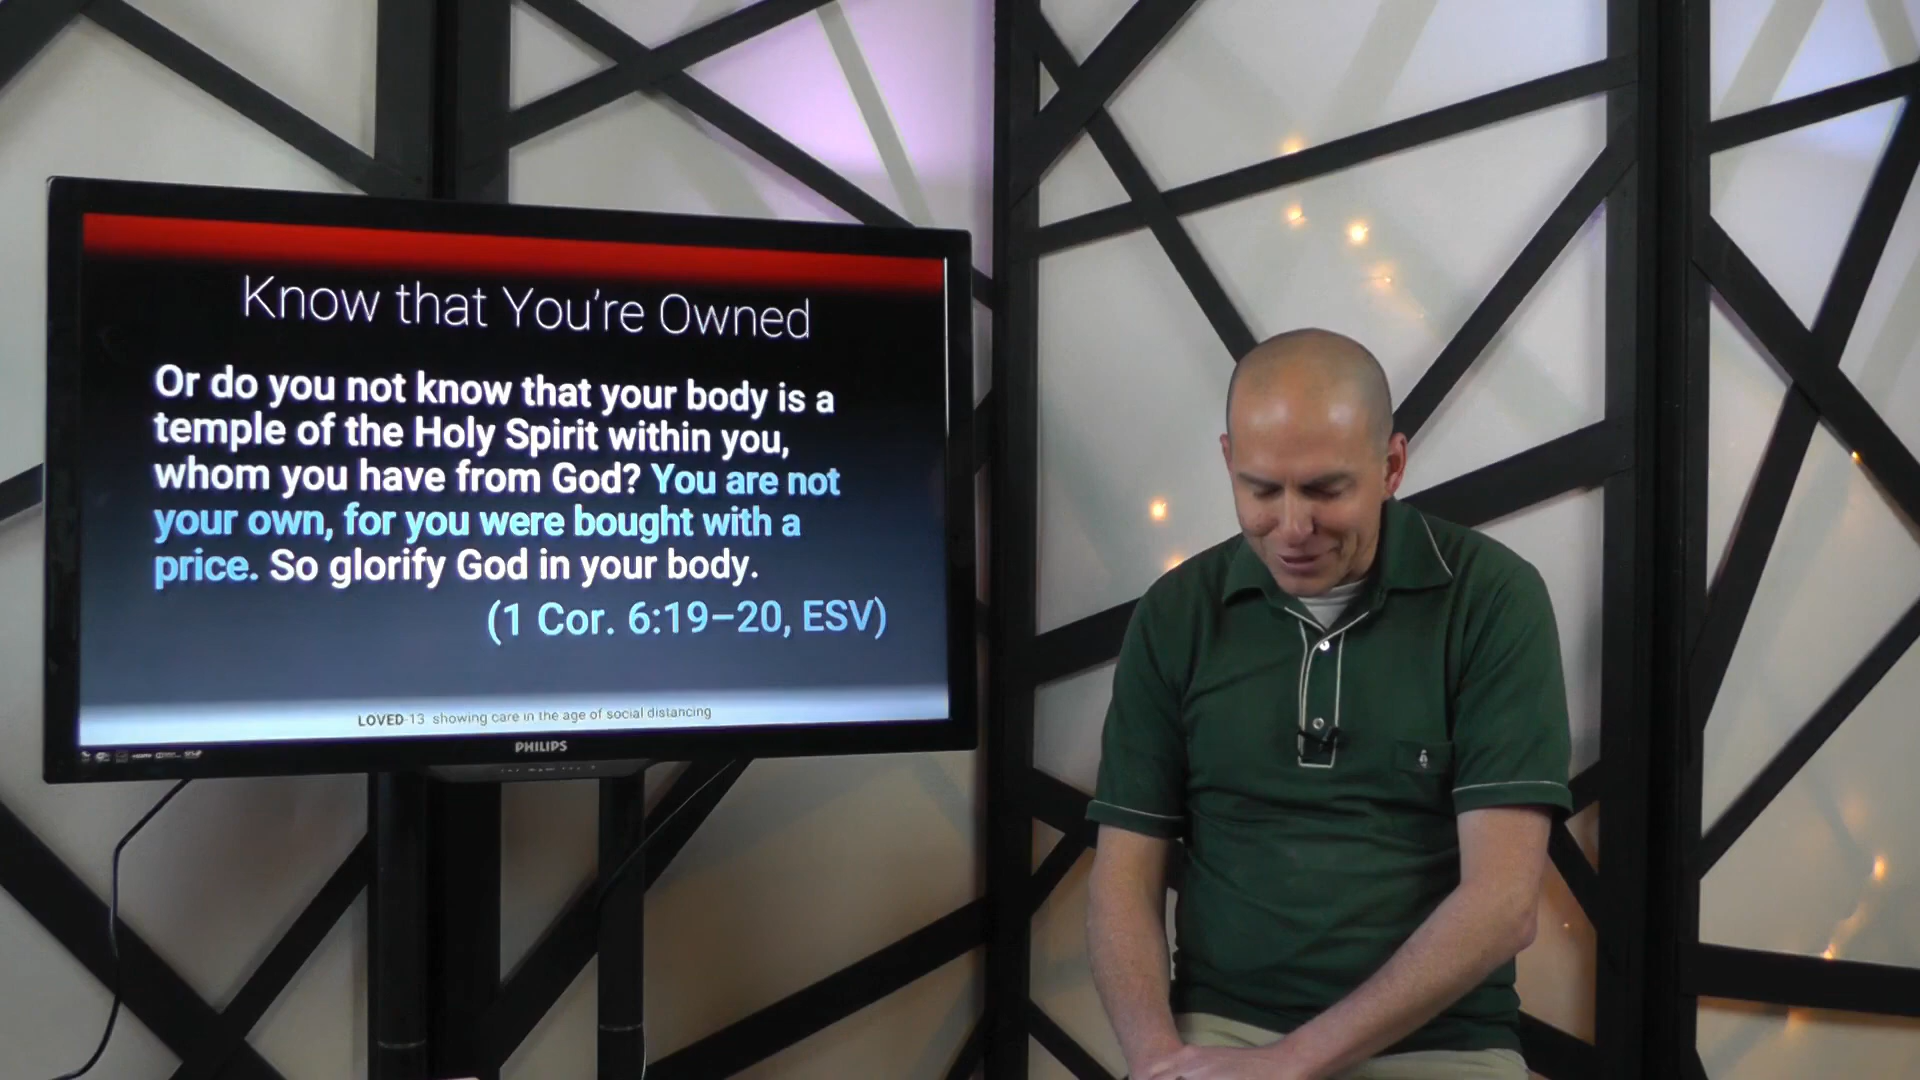 Know that You're Owned
Or do you not know that your body is a
temple of the Holy Spirit within you,
whom you have from God? You are not
your own, for you were bought with a
price. So glorify God in your body.
(1 Cor. 6:19–20, ESV)
LOVED-13 showing care in the age of social distancing
PHILIPS